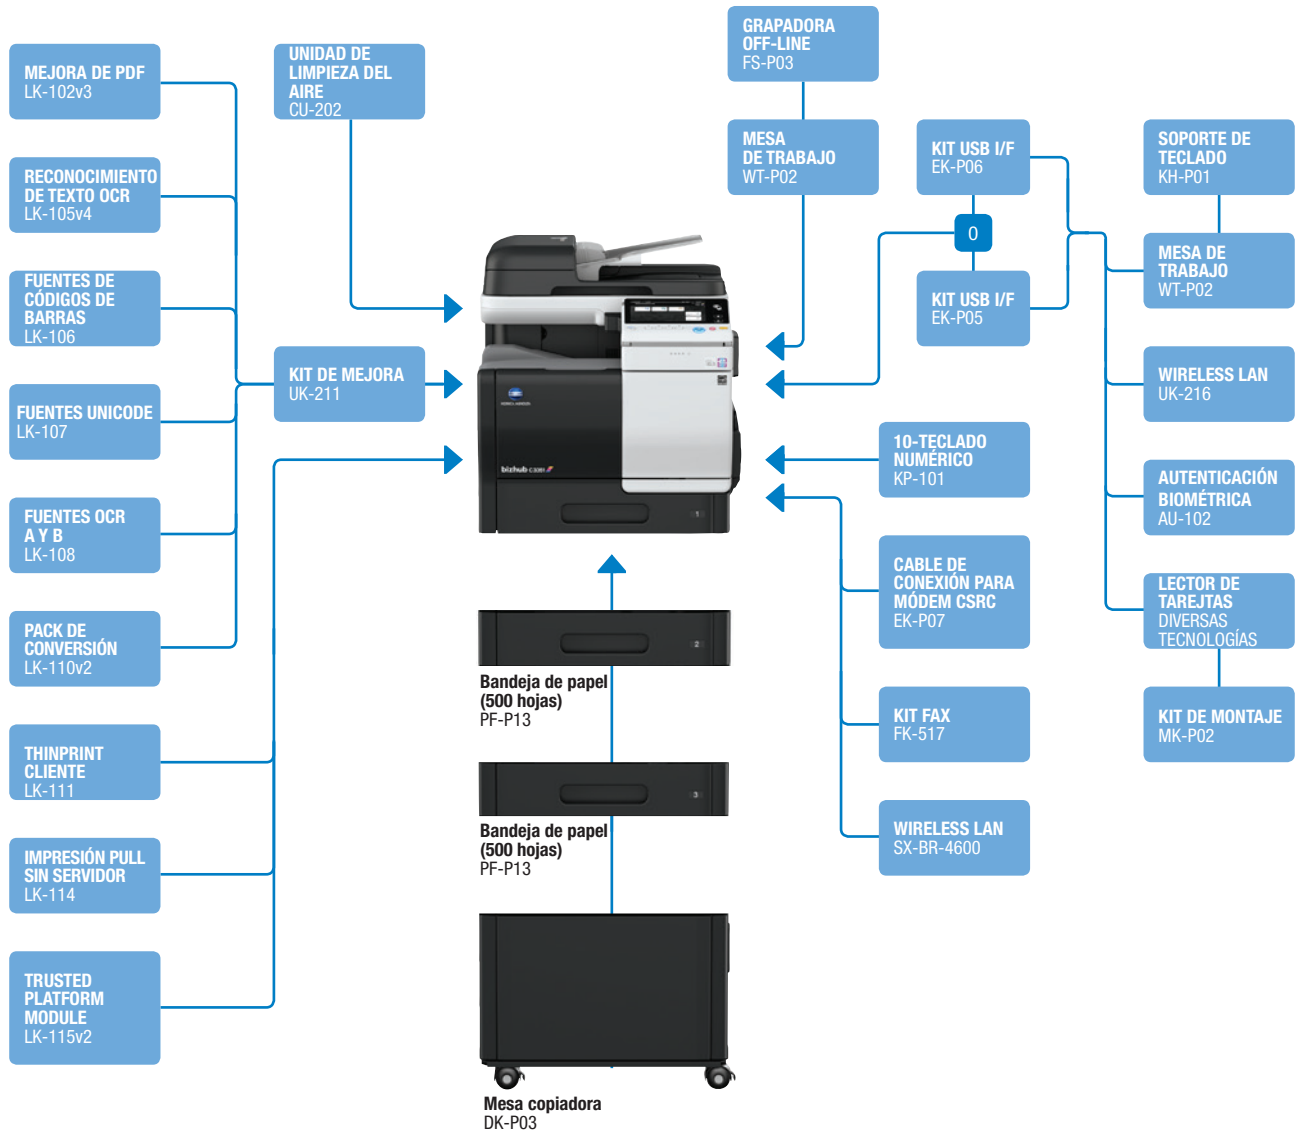 MEJORA DE PDF
LK-102v3
RECONOCIMIENTO
DE TEXTO OCR
LK-105v4
FUENTES DE
CÓDIGOS DE
BARRAS
LK-106
FUENTES UNICODE
LK-107
FUENTES OCR
A Y B
LK-108
PACK DE
CONVERSIÓN
LK-110v2
THINPRINT
CLIENTE
LK-111
IMPRESIÓN PULL
SIN SERVIDOR
LK-114
TRUSTED
PLATFORM
MODULE
LK-115v2
UNIDAD DE
LIMPIEZA DEL
AIRE
CU-202
KIT DE MEJORA
UK-211
KONICA MINOLTA
bizhub C3351
1
2
Bandeja de papel
(500 hojas)
PF-P13
3
Bandeja de papel
(500 hojas)
PF-P13
Mesa copiadora
DK-P03
GRAPADORA
OFF-LINE
FS-P03
MESA
DE TRABAJO
WT-P02
KIT USB I/F
EK-P06
O
KIT USB I/F
EK-P05
10-TECLADO
NUMÉRICO
KP-101
CABLE DE
CONEXIÓN PARA
MÓDEM CSRC
EK-P07
KIT FAX
FK-517
WIRELESS LAN
SX-BR-4600
SOPORTE DE
TECLADO
KH-P01
MESA DE
TRABAJO
WT-P02
WIRELESS LAN
UK-216
AUTENTICACIÓN
BIOMÉTRICA
AU-102
LECTOR DE
TAREJTAS
DIVERSAS
TECNOLOGÍAS
KIT DE MONTAJE
MK-P02